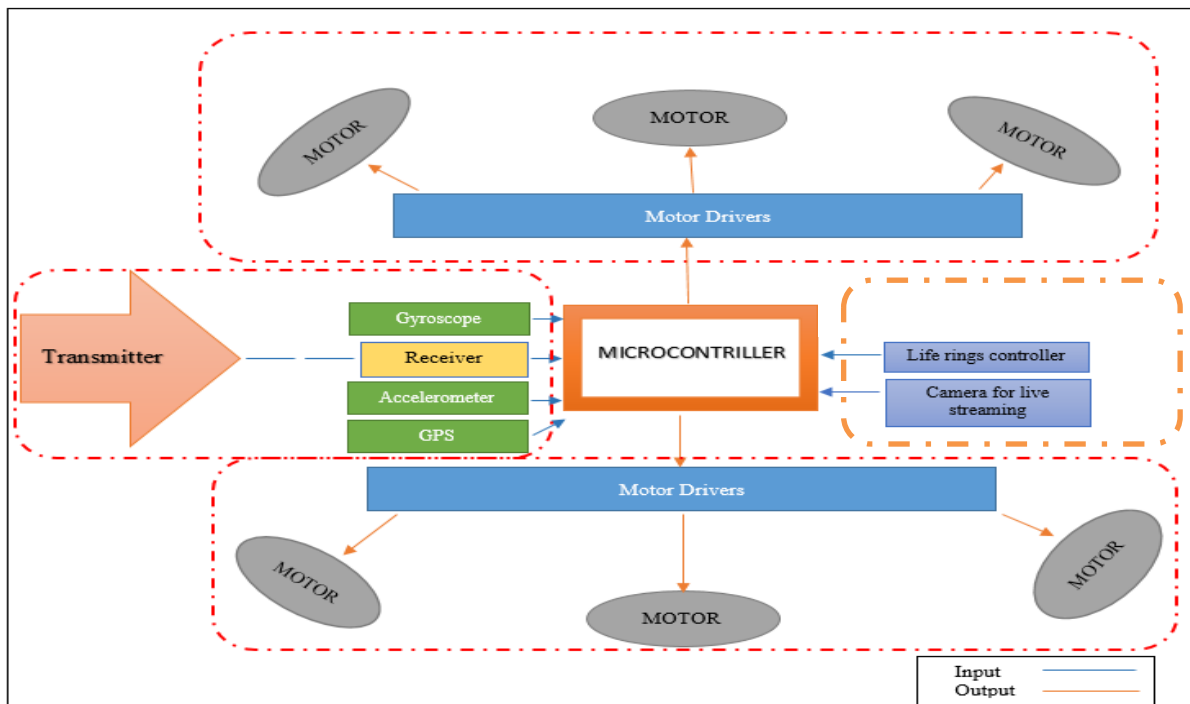 MOTOR
MOTOR
MOTOR
Motor Drivers
Transmitter
Gyroscope
Receiver
Accelerometer
GPS
MICROCONTRILLER
Life rings controller
Camera for live
streaming
Motor Drivers
MOTOR
MOTOR
MOTOR
Input
Output